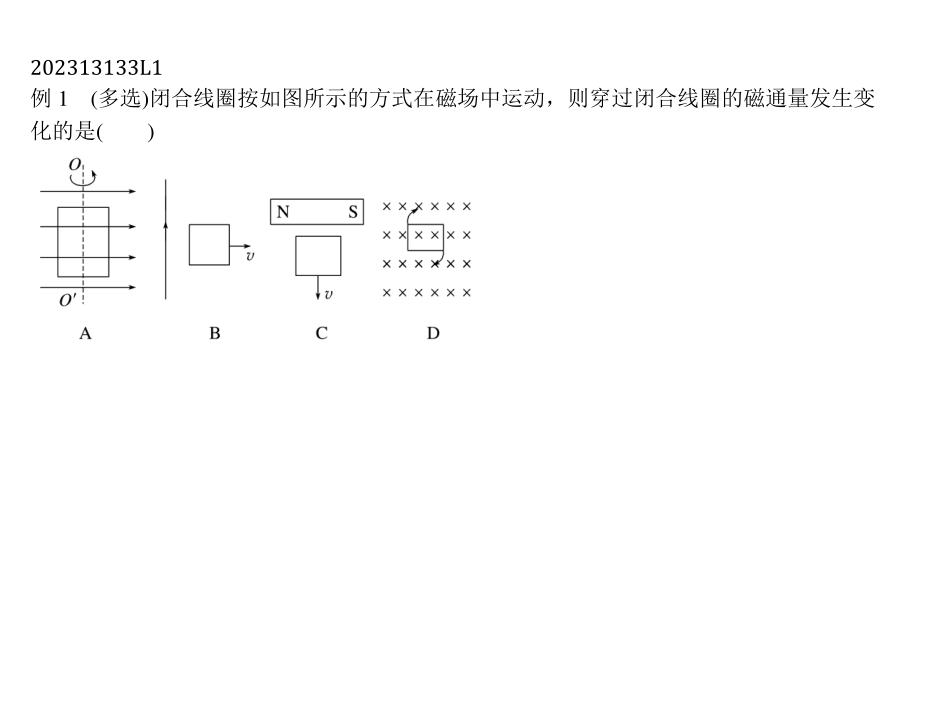 202313133L1
例 1 (多选)闭合线圈按如图所示的方式在磁场中运动，则穿过闭合线圈的磁通量发生变
化的是( )
O
N S
v
v
O′
A B C D